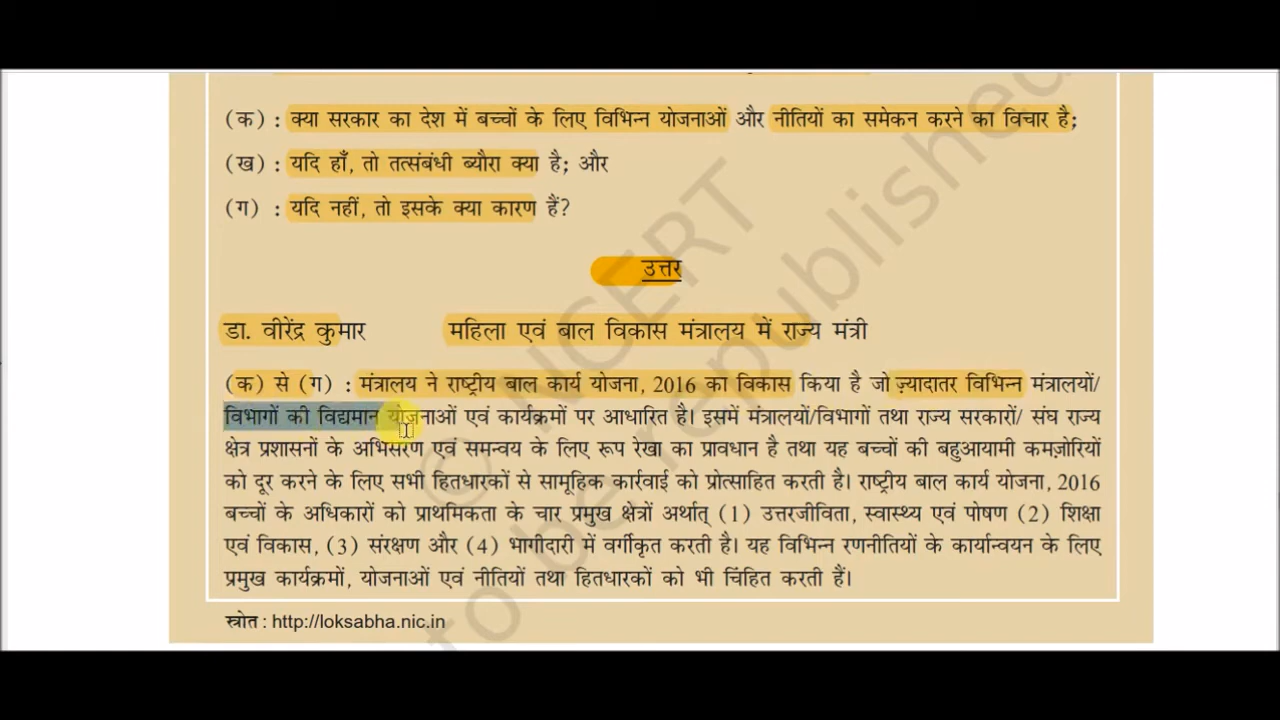 (क) : क्या सरकार का देश में बच्चों के लिए विभिन्न योजनाओं और नीतियों का समेकन करने का विचार है;
(ख) : यदि हाँ, तो तत्संबंधी ब्यौरा क्या है; और
(ग) : यदि नहीं, तो इसके क्या कारण हैं?
उत्तर
डा. वीरेंद्र कुमार महिला एवं बाल विकास मंत्रालय में राज्य मंत्री
(क) से (ग) : मंत्रालय ने राष्ट्रीय बाल कार्य योजना, 2016 का विकास किया है जो ज़्यादातर विभिन्न मंत्रालयों/
विभागों की विद्यमान योजनाओं एवं कार्यक्रमों पर आधारित है। इसमें मंत्रालयों/विभागों तथा राज्य सरकारों/ संघ राज्य
क्षेत्र प्रशासनों के अभिसरण एवं समन्वय के लिए रूप रेखा का प्रावधान है तथा यह बच्चों की बहुआयामी कमज़ोरियों
को दूर करने के लिए सभी हितधारकों से सामूहिक कार्रवाई को प्रोत्साहित करती है। राष्ट्रीय बाल कार्य योजना, 2016
बच्चों के अधिकारों को प्राथमिकता के चार प्रमुख क्षेत्रों अर्थात् (1) उत्तरजीविता, स्वास्थ्य एवं पोषण (2) शिक्षा
एवं विकास, (3) संरक्षण और (4) भागीदारी में वर्गीकृत करती है। यह विभिन्न रणनीतियों के कार्यान्वयन के लिए
प्रमुख कार्यक्रमों, योजनाओं एवं नीतियों तथा हितधारकों को भी चिंहित करती हैं।
स्त्रोत : http://loksabha.nic.in
© NCERT
to be republished